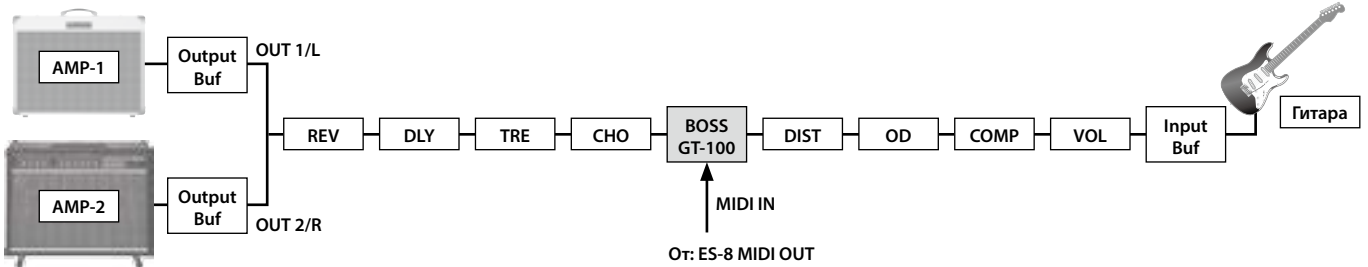 AMP-1
Output
Buf
OUT 1/L
AMP-2
Output
Buf
OUT 2/R
REV
DLY
TRE
CHO
BOSS
GT-100
DIST
OD
COMP
VOL
Input
Buf
Гитара
MIDI IN
От: ES-8 MIDI OUT